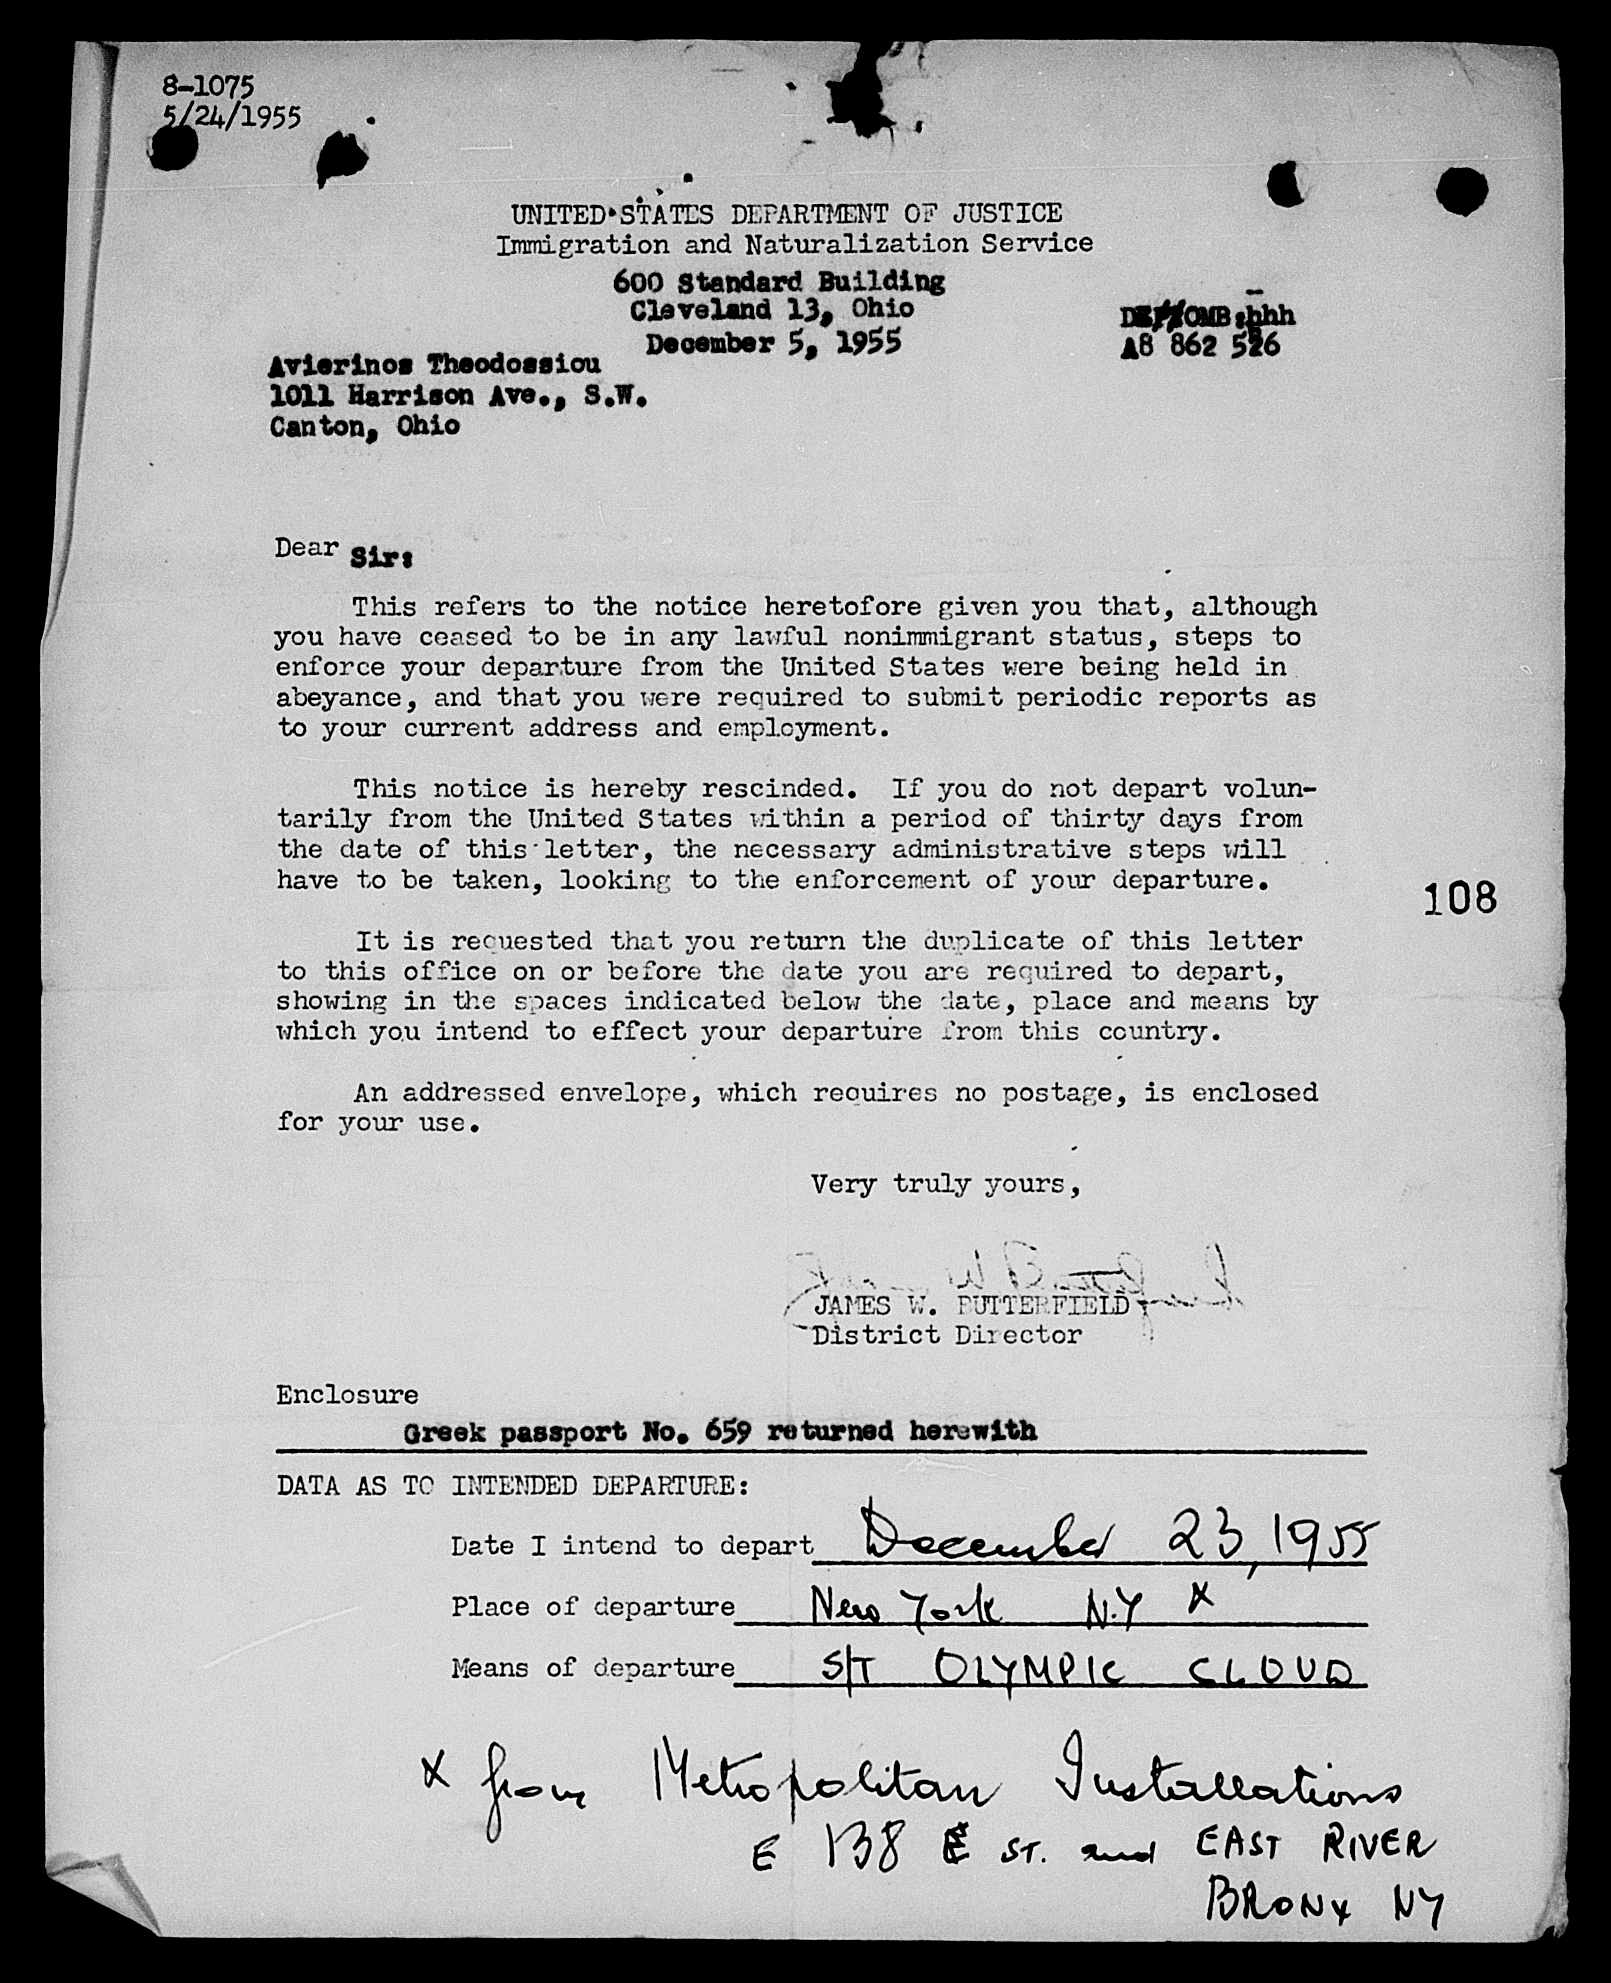 8-1075
5/24/1955
UNITED STATES DEPARTMENT OF JUSTICE
Immigration and Naturalization Service
600 Standard Building
Cleveland 13, Ohio
December 5, 1955
OMB:hhh
A8 862 526
Avierinos Theodossiou
1011 Harrison Ave., S.W.
Canton, Ohio
Dear Sir:
This refers to the notice heretofore given you that, although
you have ceased to be in any lawful nonimmigrant status, steps to
enforce your departure from the United States were being held in
abeyance, and that you were required to submit periodic reports as
to your current address and employment.
This notice is hereby rescinded. If you do not depart volun-
tarily from the United States within a period of thirty days from
the date of this letter, the necessary administrative steps will
have to be taken, looking to the enforcement of your departure.
108
It is requested that you return the duplicate of this letter
to this office on or before the date you are required to depart,
showing in the spaces indicated below the date, place and means by
which you intend to effect your departure from this country.
An addressed envelope, which requires no postage, is enclosed
for your use.
Very truly yours,
JAMES W. BUTTERFIELD
District Director
Enclosure
Greek passport No. 659 returned herewith
DATA AS TO INTENDED DEPARTURE:
Date I intend to depart December 23, 1955
Place of departure New York N.Y x
Means of departure S/T OLYMPIC CLOUD
x from Metropolitan Installations
E 138 ST. and EAST RIVER
BRONX NY